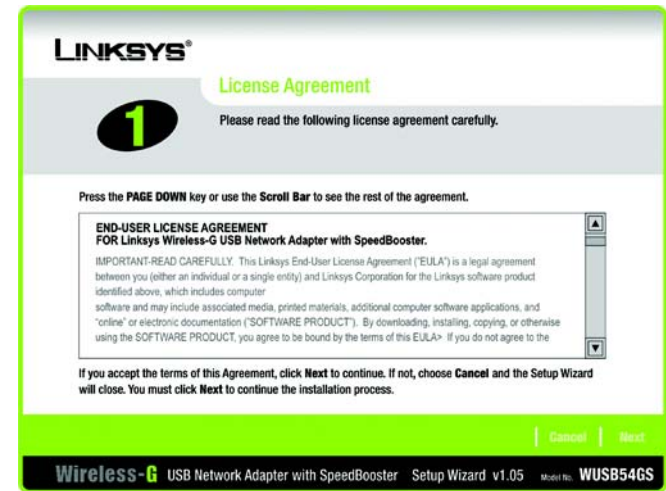 LINKSYS®
License Agreement
1
Please read the following license agreement carefully.
Press the PAGE DOWN key or use the Scroll Bar to see the rest of the agreement.
END-USER LICENSE AGREEMENT
FOR Linksys Wireless-G USB Network Adapter with SpeedBooster.
IMPORTANT-READ CAREFULLY. This Linksys End-User License Agreement ("EULA") is a legal agreement
between you (either an individual or a single entity) and Linksys Corporation for the Linksys software product
identified above, which includes computer
software and may include associated media, printed materials, additional computer software applications, and
"online" or electronic documentation ("SOFTWARE PRODUCT"). By downloading, installing, copying, or otherwise
using the SOFTWARE PRODUCT, you agree to be bound by the terms of this EULA> If you do not agree to the
If you accept the terms of this Agreement, click Next to continue. If not, choose Cancel and the Setup Wizard
will close. You must click Next to continue the installation process.
Cancel Next
Wireless-G USB Network Adapter with SpeedBooster Setup Wizard v1.05 Model No. WUSB54GS